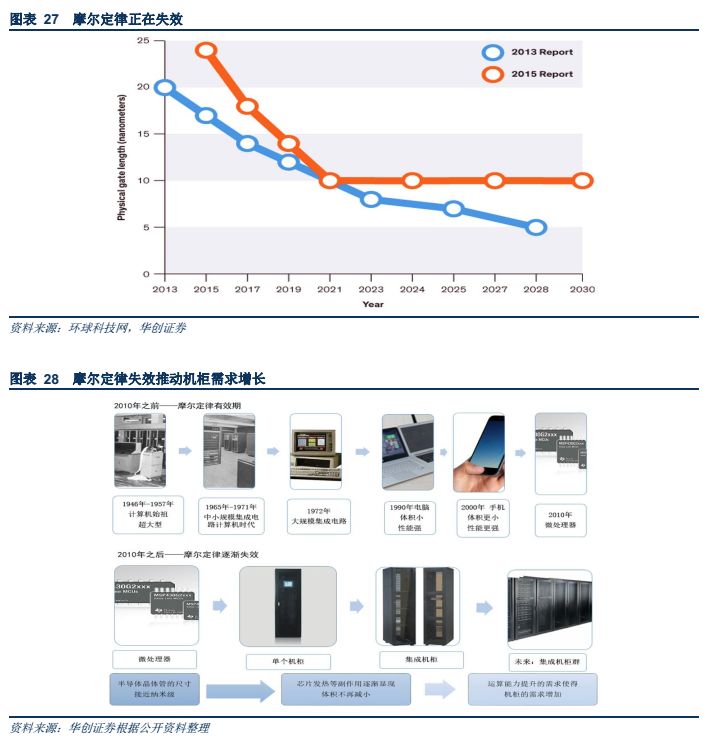 图表 27 摩尔定律正在失效
25
20
15
10
5
0
Physical gate length (nanometers)
2013 Report
2015 Report
2013 2015 2017 2019 2021 2023 2024 2025 2027 2028 2030
Year
资料来源：环球科技网，华创证券
图表 28 摩尔定律失效推动机柜需求增长
2010年之前——摩尔定律有效期
1946年-1957年
计算机始祖
超大型
1965年-1971年
中小规模集成电
路计算机时代
1972年
大规模集成电路
1990年电脑
体积小
性能强
2000年 手机
体积更小
性能更强
2010年
微处理器
2010年之后——摩尔定律逐渐失效
微处理器
单个机柜
集成机柜
未来：集成机柜群
半导体晶体管的尺寸
接近纳米级
芯片发热等副作用逐渐显现
体积不再减小
运算能力提升的需求使得
机柜的需求增加
资料来源：华创证券根据公开资料整理